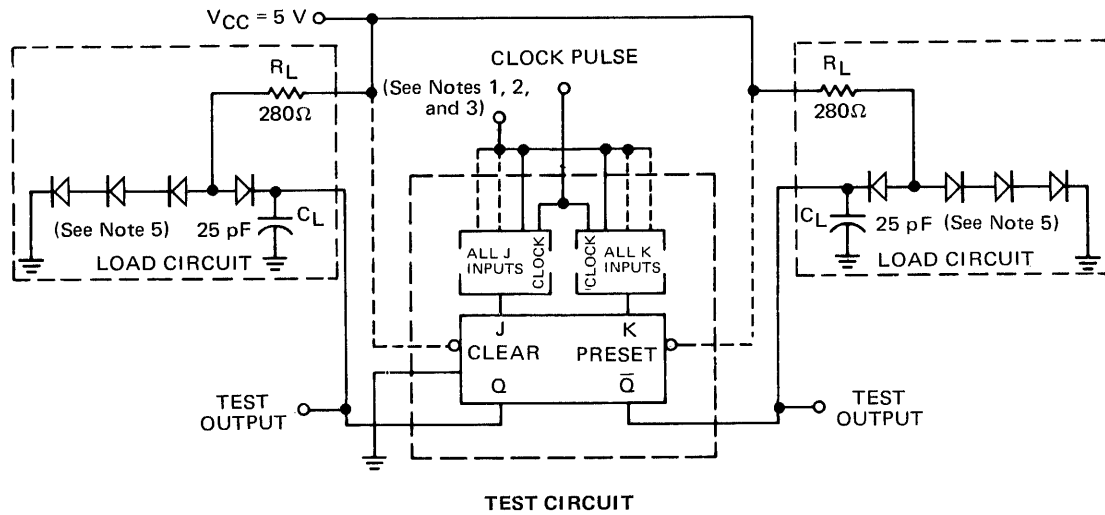 VCC = 5 V
CLOCK PULSE
RL
280Ω
(See Notes 1, 2,
and 3)
RL
280Ω
(See Note 5)
25 pF
CL
LOAD CIRCUIT
ALL J
INPUTS
CLOCK
'CLOCK
ALL K
INPUTS
CL
25 pF
(See Note 5)
LOAD CIRCUIT
J
K
CLEAR
PRESET
Q
Q̅
TEST
OUTPUT
TEST
OUTPUT
TEST CIRCUIT